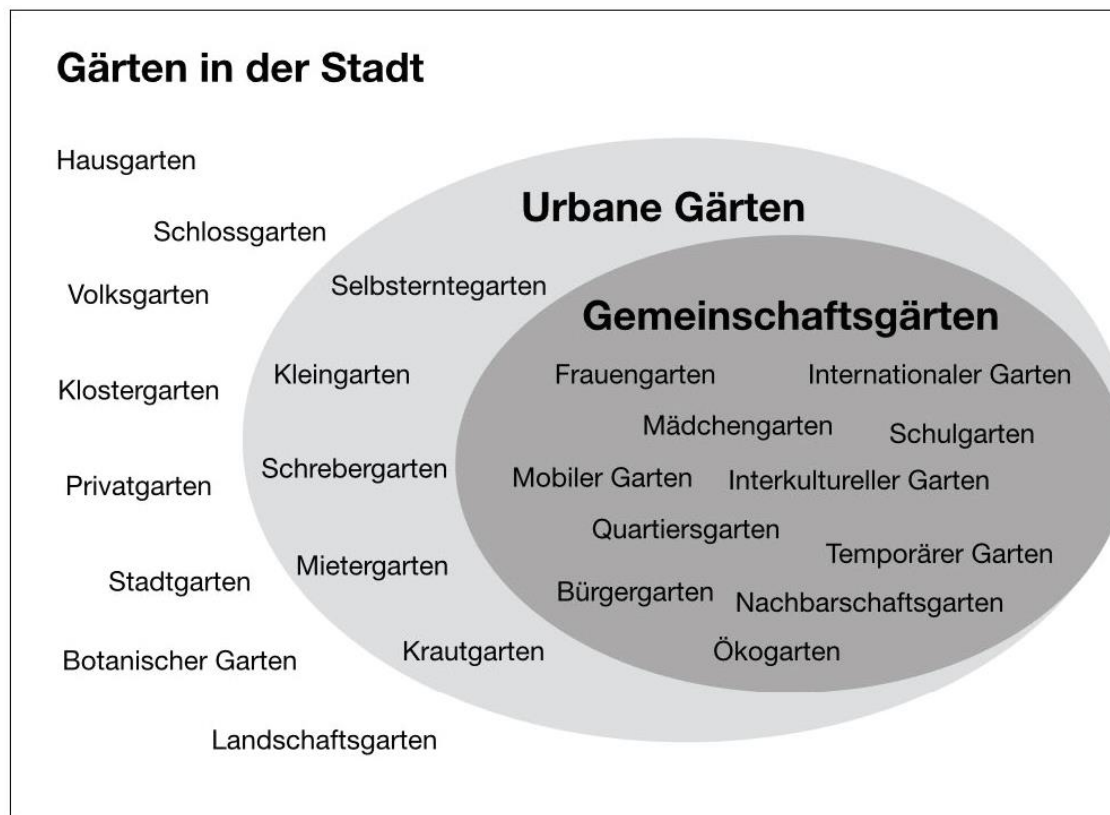 Gärten in der Stadt
Hausgarten
Schlossgarten
Volksgarten
Klostergarten
Privatgarten
Stadtgarten
Botanischer Garten
Landschaftsgarten
Urbane Gärten
Selbsterntegarten
Kleingarten
Schrebergarten
Mietergarten
Krautgarten
Gemeinschaftsgärten
Frauengarten
Internationaler Garten
Mädchengarten
Schulgarten
Mobiler Garten
Interkultureller Garten
Quartiersgarten
Temporärer Garten
Bürgergarten
Nachbarschaftsgarten
Ökogarten